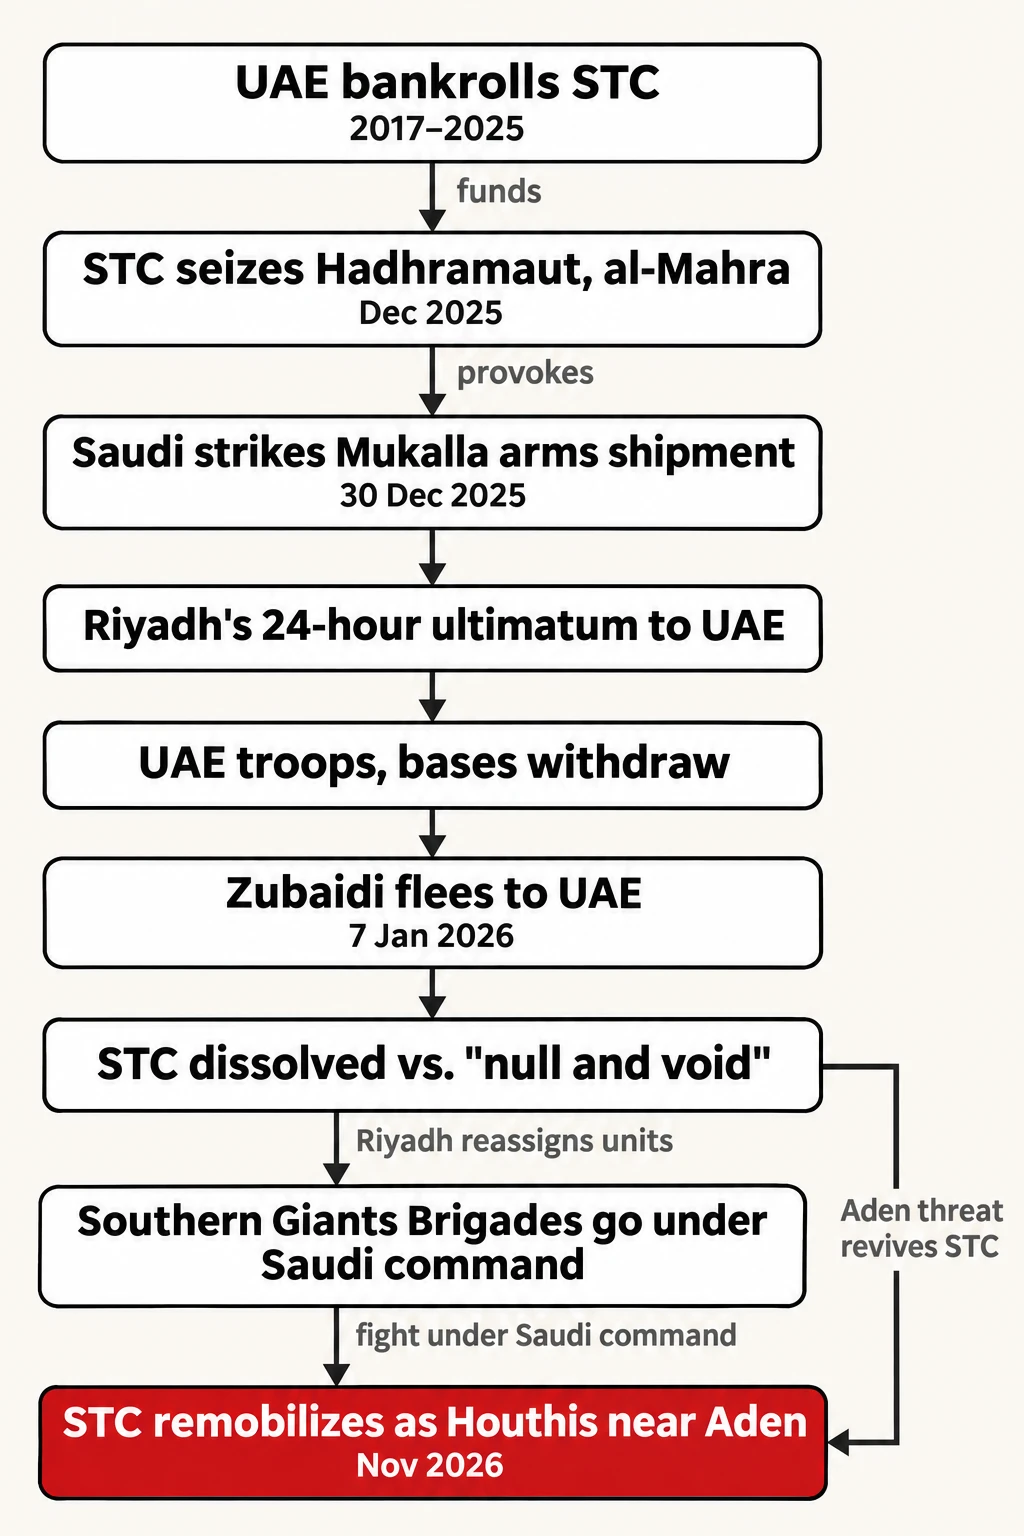 UAE bankrolls STC
2017–2025
funds
STC seizes Hadhramaut, al-Mahra
Dec 2025
provokes
Saudi strikes Mukalla arms shipment
30 Dec 2025
Riyadh's 24-hour ultimatum to UAE
UAE troops, bases withdraw
Zubaidi flees to UAE
7 Jan 2026
STC dissolved vs. "null and void"
Riyadh reassigns units
Southern Giants Brigades go under
Saudi command
Aden threat
revives STC
fight under Saudi command
STC remobilizes as Houthis near Aden
Nov 2026